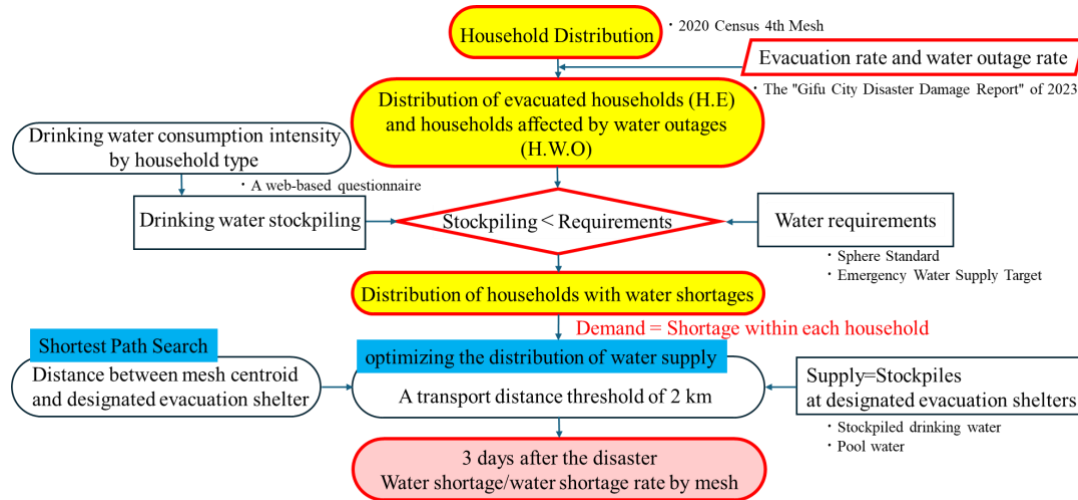 Household Distribution
・2020 Census 4th Mesh
Evacuation rate and water outage rate
・The "Gifu City Disaster Damage Report" of 2023
Distribution of evacuated households (H.E)
and households affected by water outages
(H.W.O)
Drinking water consumption intensity
by household type
・A web-based questionnaire
Drinking water stockpiling
Stockpiling < Requirements
Water requirements
・Sphere Standard
・Emergency Water Supply Target
Distribution of households with water shortages
Demand = Shortage within each household
Shortest Path Search
Distance between mesh centroid
and designated evacuation shelter
optimizing the distribution of water supply
A transport distance threshold of 2 km
Supply=Stockpiles
at designated evacuation shelters
・Stockpiled drinking water
・Pool water
3 days after the disaster
Water shortage/water shortage rate by mesh